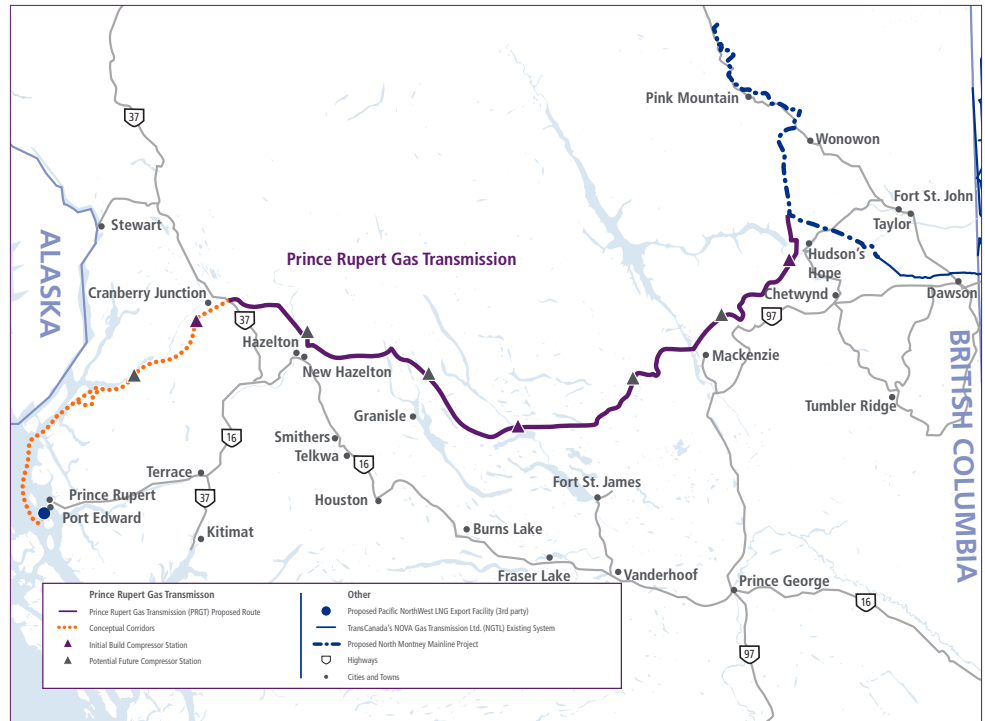 37
Pink Mountain
Wonowon
Fort St. John
Taylor
Stewart
ALASKA
Prince Rupert Gas Transmission
Hudson's
Hope
Cranberry Junction
Chetwynd
Dawson
37
97
Hazelton
New Hazelton
Mackenzie
BRITISH COLUMBIA
Granisle
Tumbler Ridge
16
Smithers
Telkwa
16
Terrace
Fort St. James
Prince Rupert
37
Houston
Port Edward
Kitimat
Burns Lake
Fraser Lake
Vanderhoof
Prince George
16
97
Prince Rupert Gas Transmisson
Prince Rupert Gas Transmission (PRGT) Proposed Route
Conceptual Corridors
Initial Build Compressor Station
Potential Future Compressor Station
Other
Proposed Pacific NorthWest LNG Export Facility (3rd party)
TransCanada's NOVA Gas Transmission Ltd. (NGTL) Existing System
Proposed North Montney Mainline Project
Highways
Cities and Towns